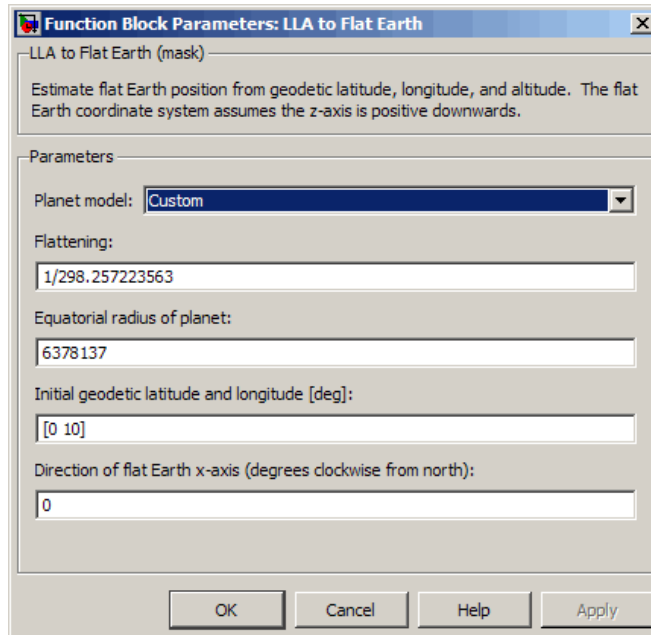 Function Block Parameters: LLA to Flat Earth
LLA to Flat Earth (mask)
Estimate flat Earth position from geodetic latitude, longitude, and altitude. The flat
Earth coordinate system assumes the z-axis is positive downwards.
Parameters
Planet model: Custom
Flattening:
1/298.257223563
Equatorial radius of planet:
6378137
Initial geodetic latitude and longitude [deg]:
[0 10]
Direction of flat Earth x-axis (degrees clockwise from north):
0
OK Cancel Help Apply